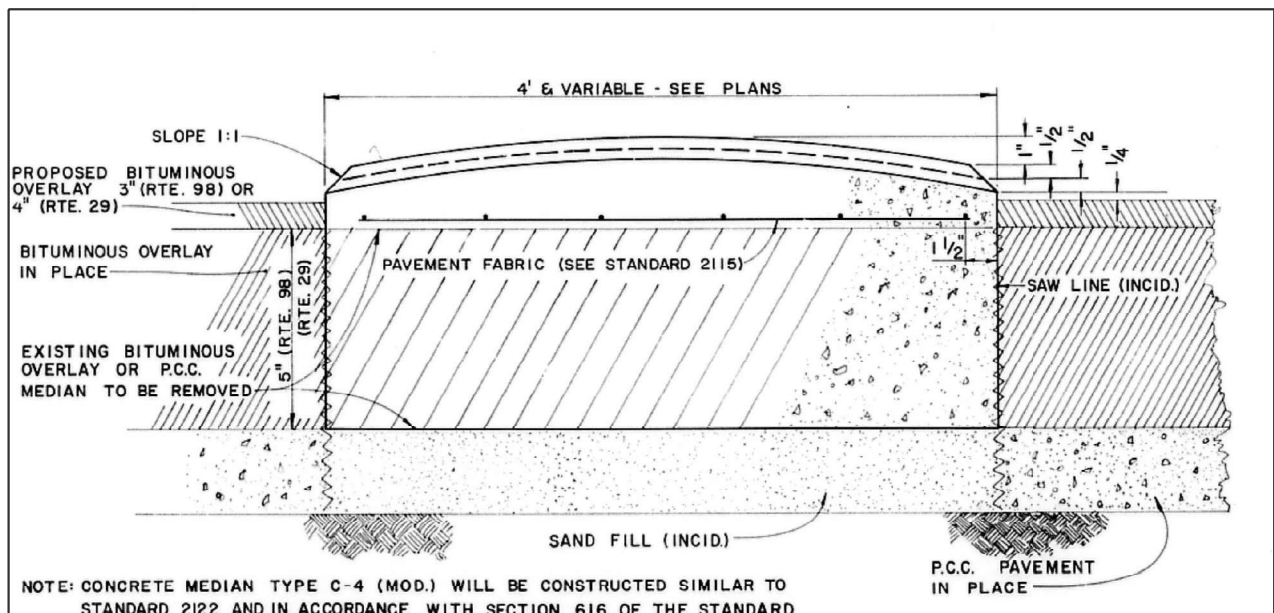 4' & VARIABLE - SEE PLANS
SLOPE 1:1
1"
1/2"
1/2"
1/4"
PROPOSED BITUMINOUS
OVERLAY 3" (RTE. 98) OR
4" (RTE. 29)
BITUMINOUS OVERLAY
IN PLACE
PAVEMENT FABRIC (SEE STANDARD 2115)
1 1/2"
SAW LINE (INCID.)
5" (RTE. 98)
(RTE. 29)
EXISTING BITUMINOUS
OVERLAY OR P.C.C.
MEDIAN TO BE REMOVED
SAND FILL (INCID.)
P.C.C. PAVEMENT
IN PLACE
NOTE: CONCRETE MEDIAN TYPE C-4 (MOD.) WILL BE CONSTRUCTED SIMILAR TO
STANDARD 2122 AND IN ACCORDANCE WITH SECTION 616 OF THE STANDARD